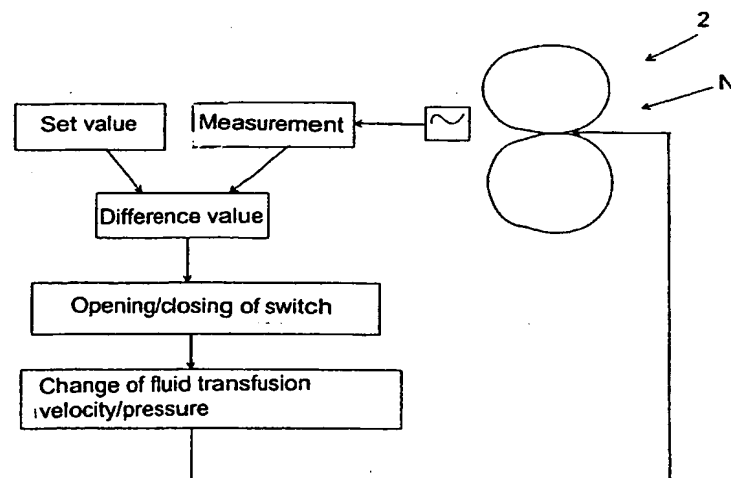 2
N
Set value
Measurement
Difference value
Opening/closing of switch
Change of fluid transfusion
velocity/pressure